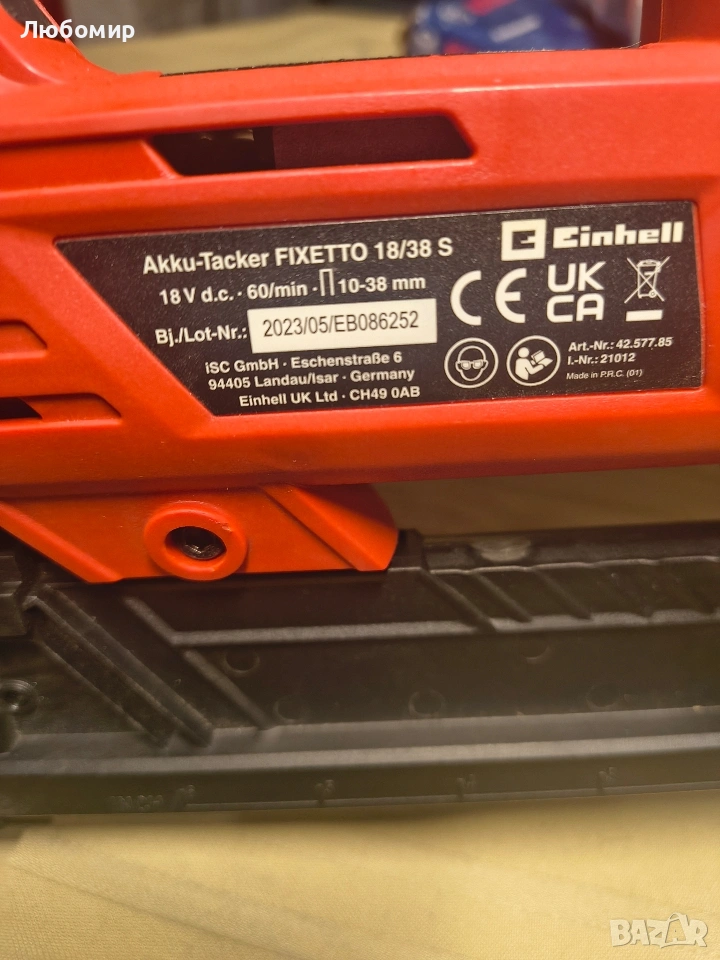 Любомир
Einhell
Akku-Tacker FIXETTO 18/38 S
18 V d.c. · 60/min · 10-38 mm
Bj./Lot-Nr.: 2023/05/EB086252
iSC GmbH · Eschenstraße 6
94405 Landau/Isar · Germany
Einhell UK Ltd · CH49 0AB
CE
UK
CA
Art.-Nr.: 42.577.85
I.-Nr.: 21012
Made in P.R.C. (01)
BAZAR